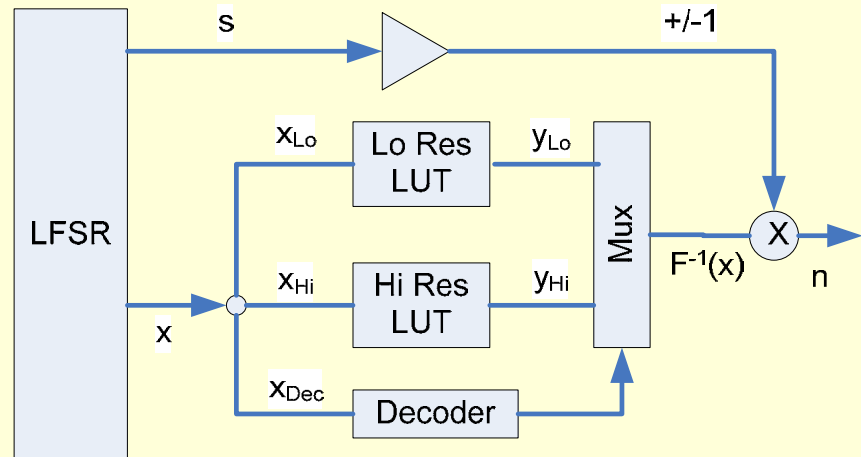 s
+/-1
xLo
Lo Res
LUT
yLo
LFSR
Mux
X
F-1(x)
n
x
xHi
Hi Res
LUT
yHi
xDec
Decoder